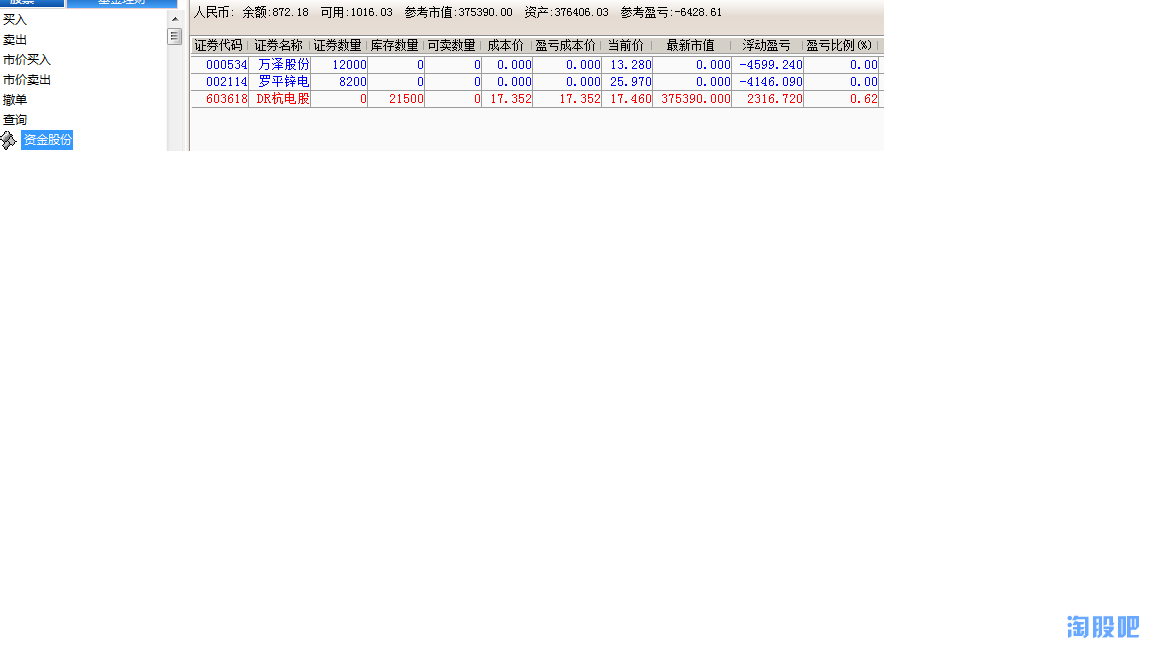 股票 基金理财
买入
卖出
市价买入
市价卖出
撤单
查询
资金股份
人民币: 余额:872.18 可用:1016.03 参考市值:375390.00 资产:376406.03 参考盈亏:-6428.61
证券代码 证券名称 证券数量 库存数量 可卖数量 成本价 盈亏成本价 当前价 最新市值 浮动盈亏 盈亏比例(%)
000534 万泽股份 12000 0 0 0.000 0.000 13.280 0.000 -4599.240 0.00
002114 罗平锌电 8200 0 0 0.000 0.000 25.970 0.000 -4146.090 0.00
603618 DR杭电股 0 21500 0 17.352 17.352 17.460 375390.000 2316.720 0.62
淘股吧